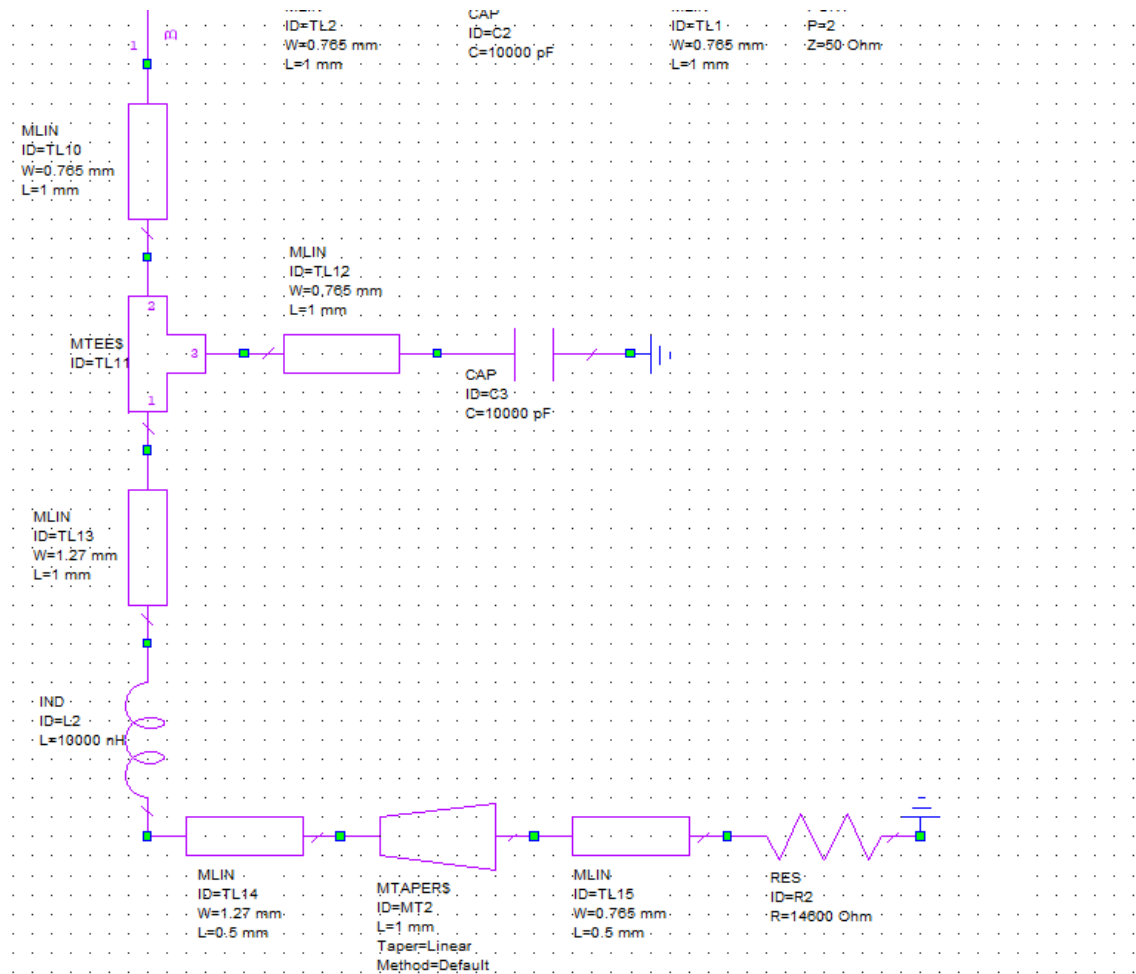 ID=TL2
W=0.765 mm
L=1 mm
CAP
ID=C2
C=10000 pF
MLIN
ID=TL1
W=0.765 mm
L=1 mm
P=2
Z=50 Ohm
1
3
MLIN
ID=TL10
W=0.765 mm
L=1 mm
MLIN
ID=TL12
W=0.765 mm
L=1 mm
2
3
1
MTEE$
ID=TL11
CAP
ID=C3
C=10000 pF
MLIN
ID=TL13
W=1.27 mm
L=1 mm
IND
ID=L2
L=10000 nH
MLIN
ID=TL14
W=1.27 mm
L=0.5 mm
MTAPER$
ID=MT2
L=1 mm
Taper=Linear
Method=Default
MLIN
ID=TL15
W=0.765 mm
L=0.5 mm
RES
ID=R2
R=14600 Ohm